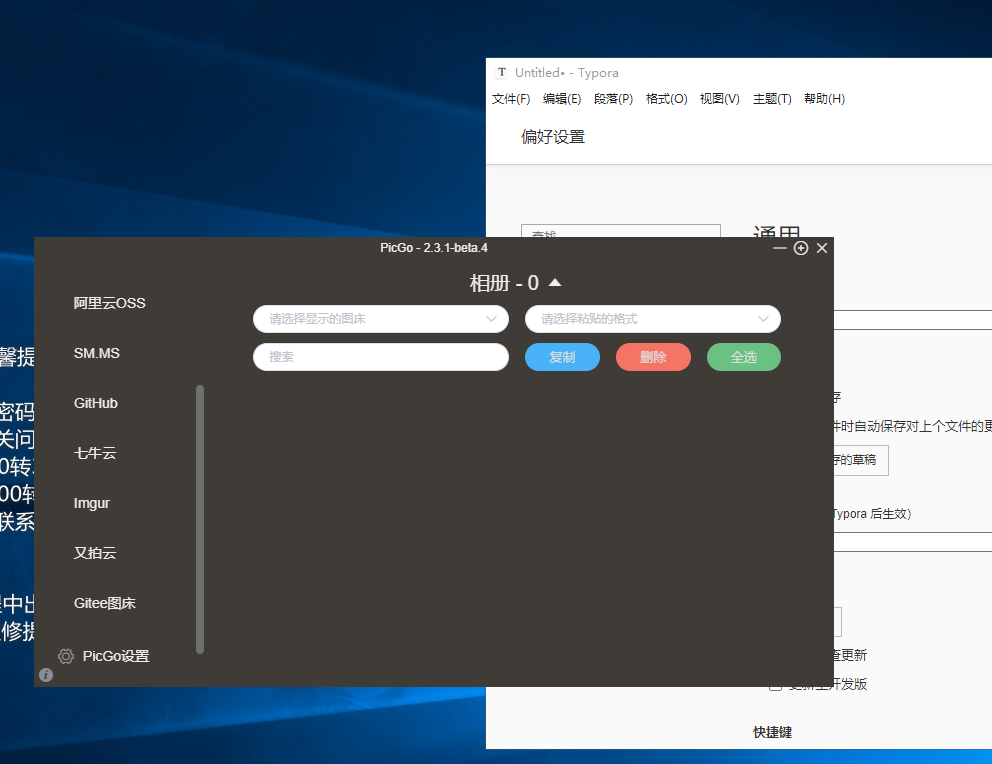 Untitled• - Typora
文件(F) 编辑(E) 段落(P) 格式(O) 视图(V) 主题(T) 帮助(H)
偏好设置
通用
PicGo - 2.3.1-beta.4
相册 - 0
阿里云OSS
请选择显示的图床
请选择粘贴的格式
SM.MS
搜索
复制
删除
全选
GitHub
七牛云
Imgur
又拍云
Gitee图床
PicGo设置
馨提
密码
关问
0转
00转
联系
中出
修提
存
件时自动保存对上个文件的更
存的草稿
Typora 后生效)
查更新
开发版
快捷键